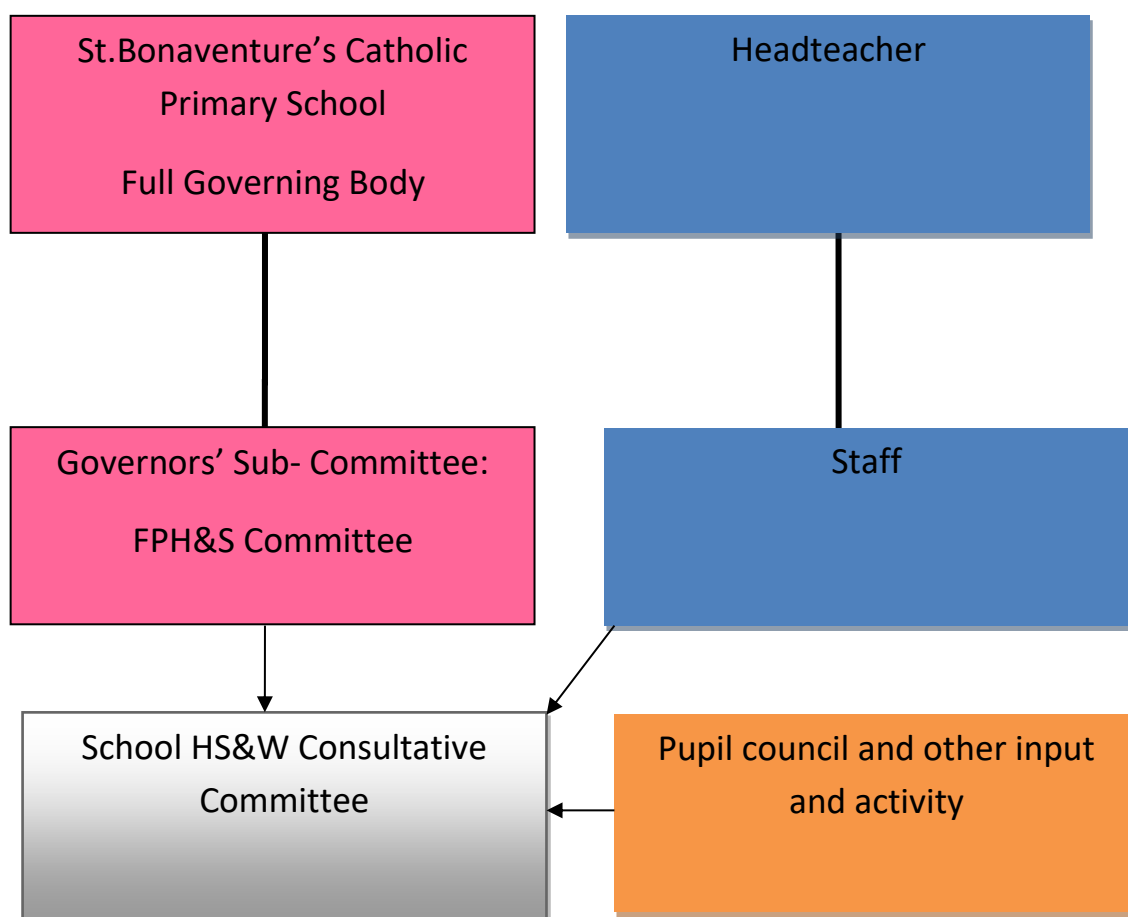 St.Bonaventure’s Catholic
Primary School
Full Governing Body
Headteacher
Governors’ Sub- Committee:
FPH&S Committee
Staff
School HS&W Consultative
Committee
Pupil council and other input
and activity